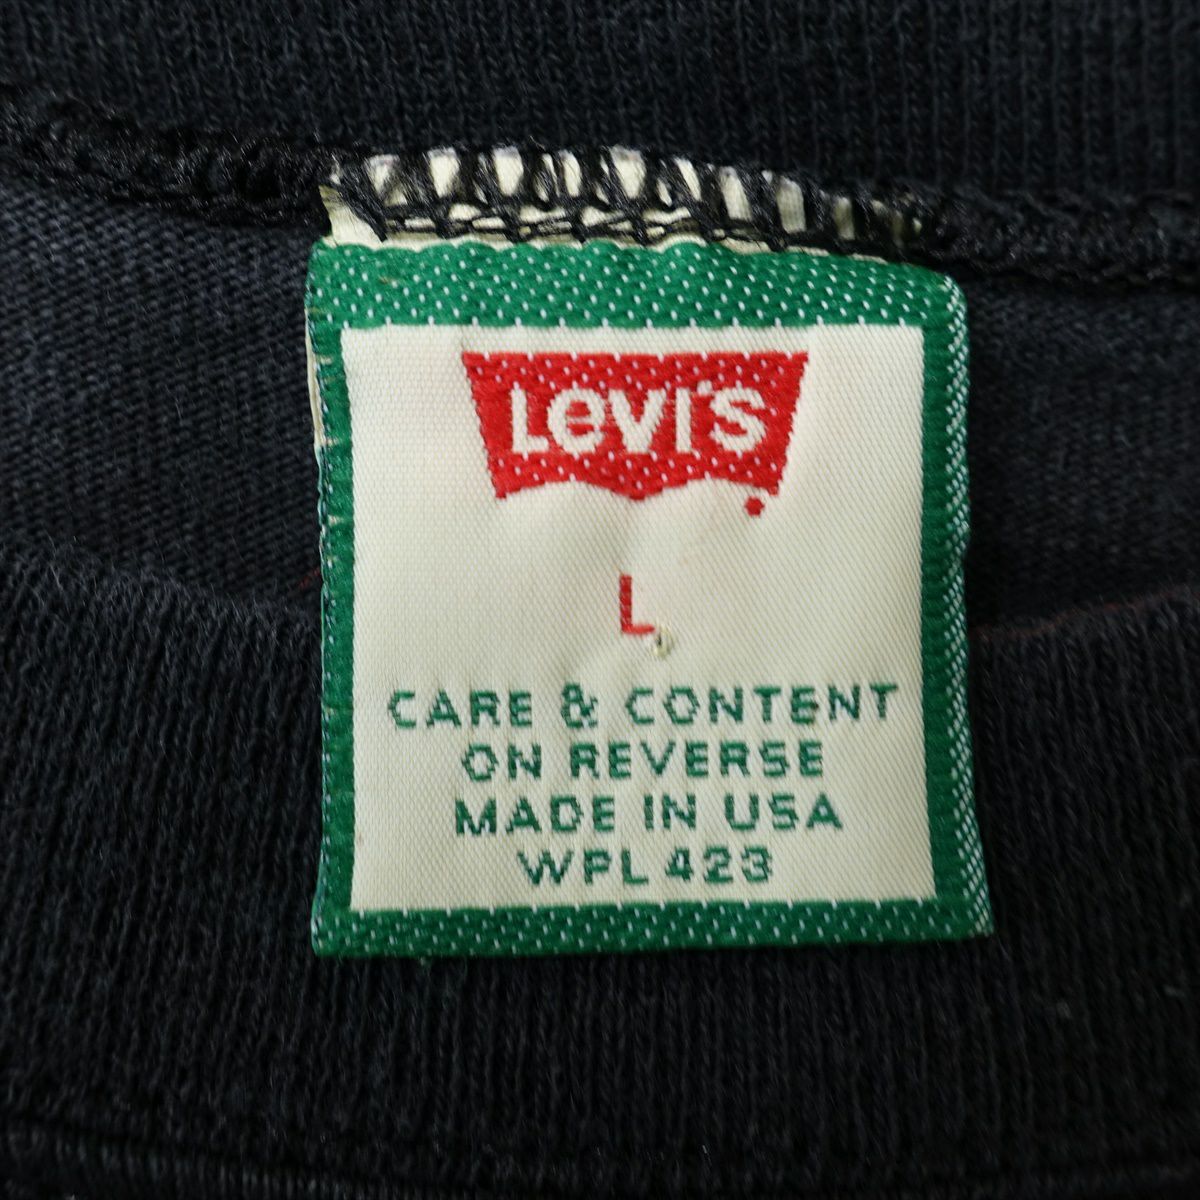 Levi's
L
CARE & CONTENT
ON REVERSE
MADE IN USA
WPL 423